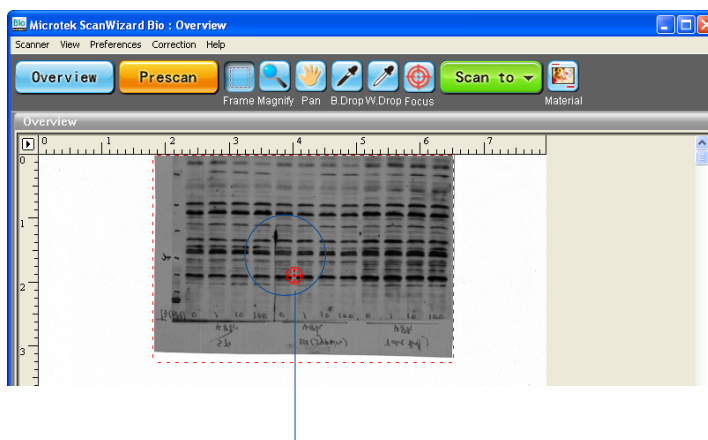 Bio Microtek ScanWizard Bio : Overview
Scanner View Preferences Correction Help
Overview Prescan Scan to
Frame Magnify Pan B.Drop W.Drop Focus Material
Overview
0 1 2 3 4 5 6 7
0
1
2
3
0 1 10 100 0 1 10 100 0 1 10 100